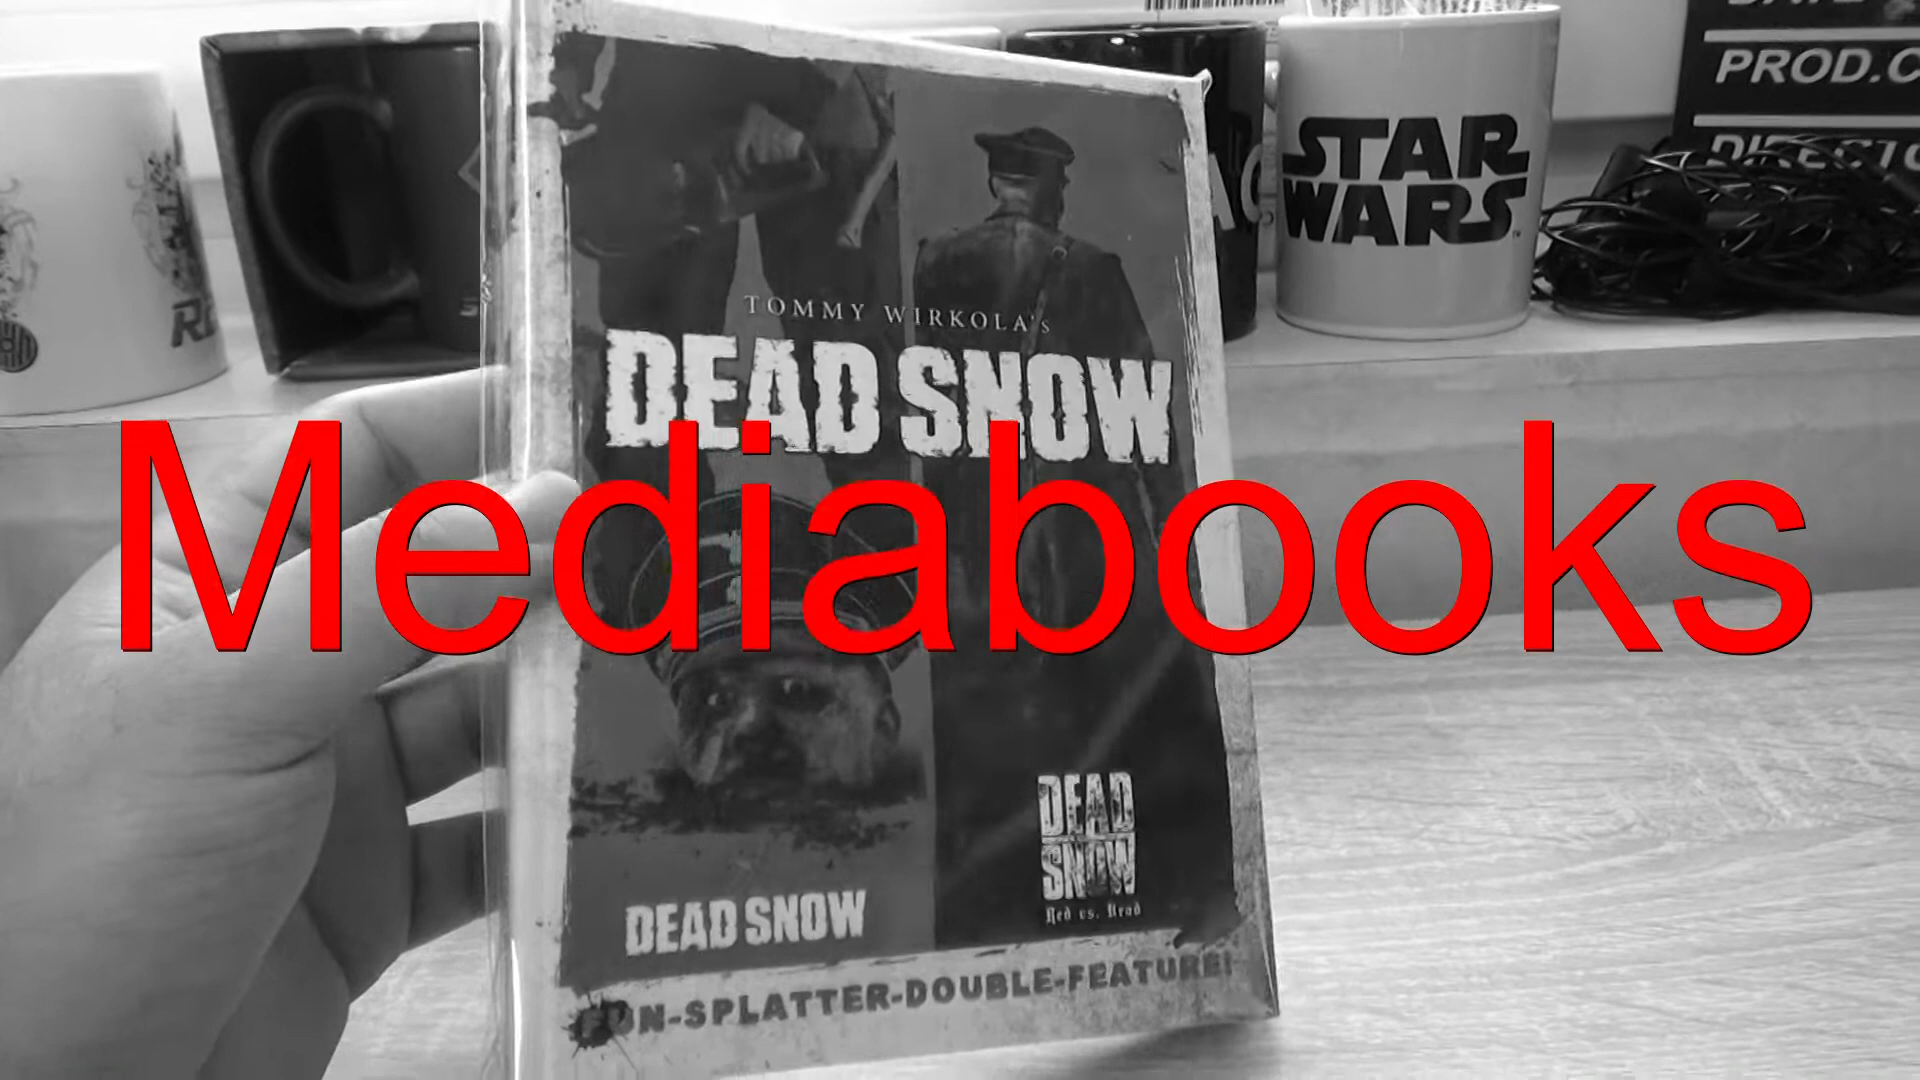 PROD.C
DIRECTO
STAR
WARS
TOMMY WIRKOLA's
DEAD SNOW
Mediabooks
DEAD
SNOW
Red vs. Dead
DEAD SNOW
FUN-SPLATTER-DOUBLE-FEATURE!